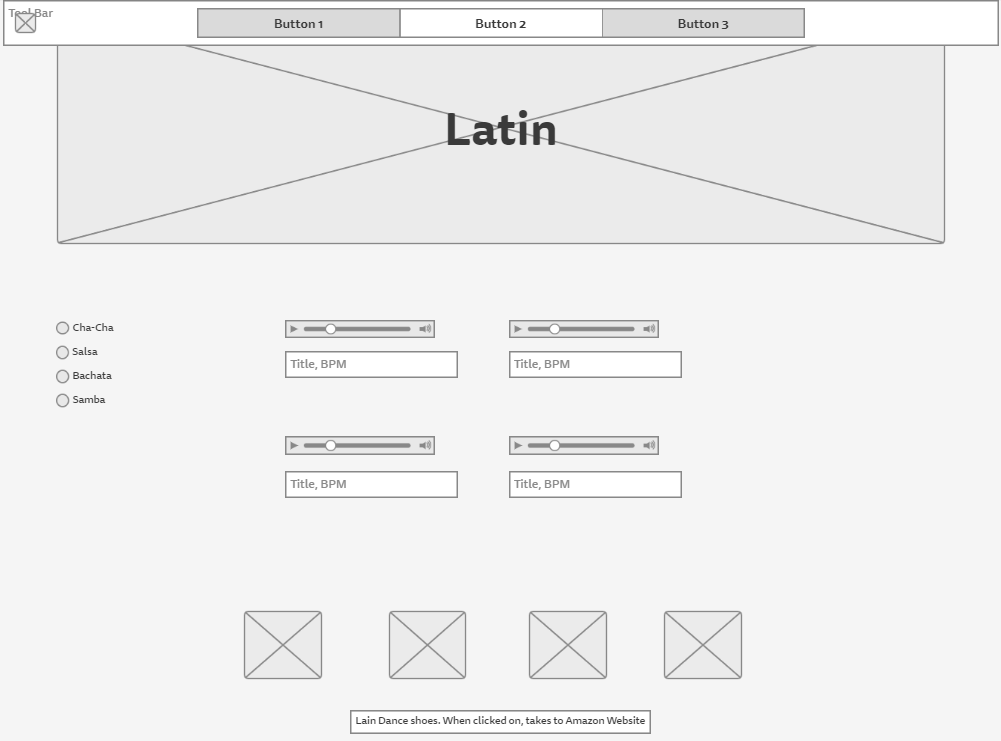 Tool Bar
Button 1
Button 2
Button 3
Latin
Cha-Cha
Salsa
Bachata
Samba
Title, BPM
Title, BPM
Title, BPM
Title, BPM
Lain Dance shoes. When clicked on, takes to Amazon Website